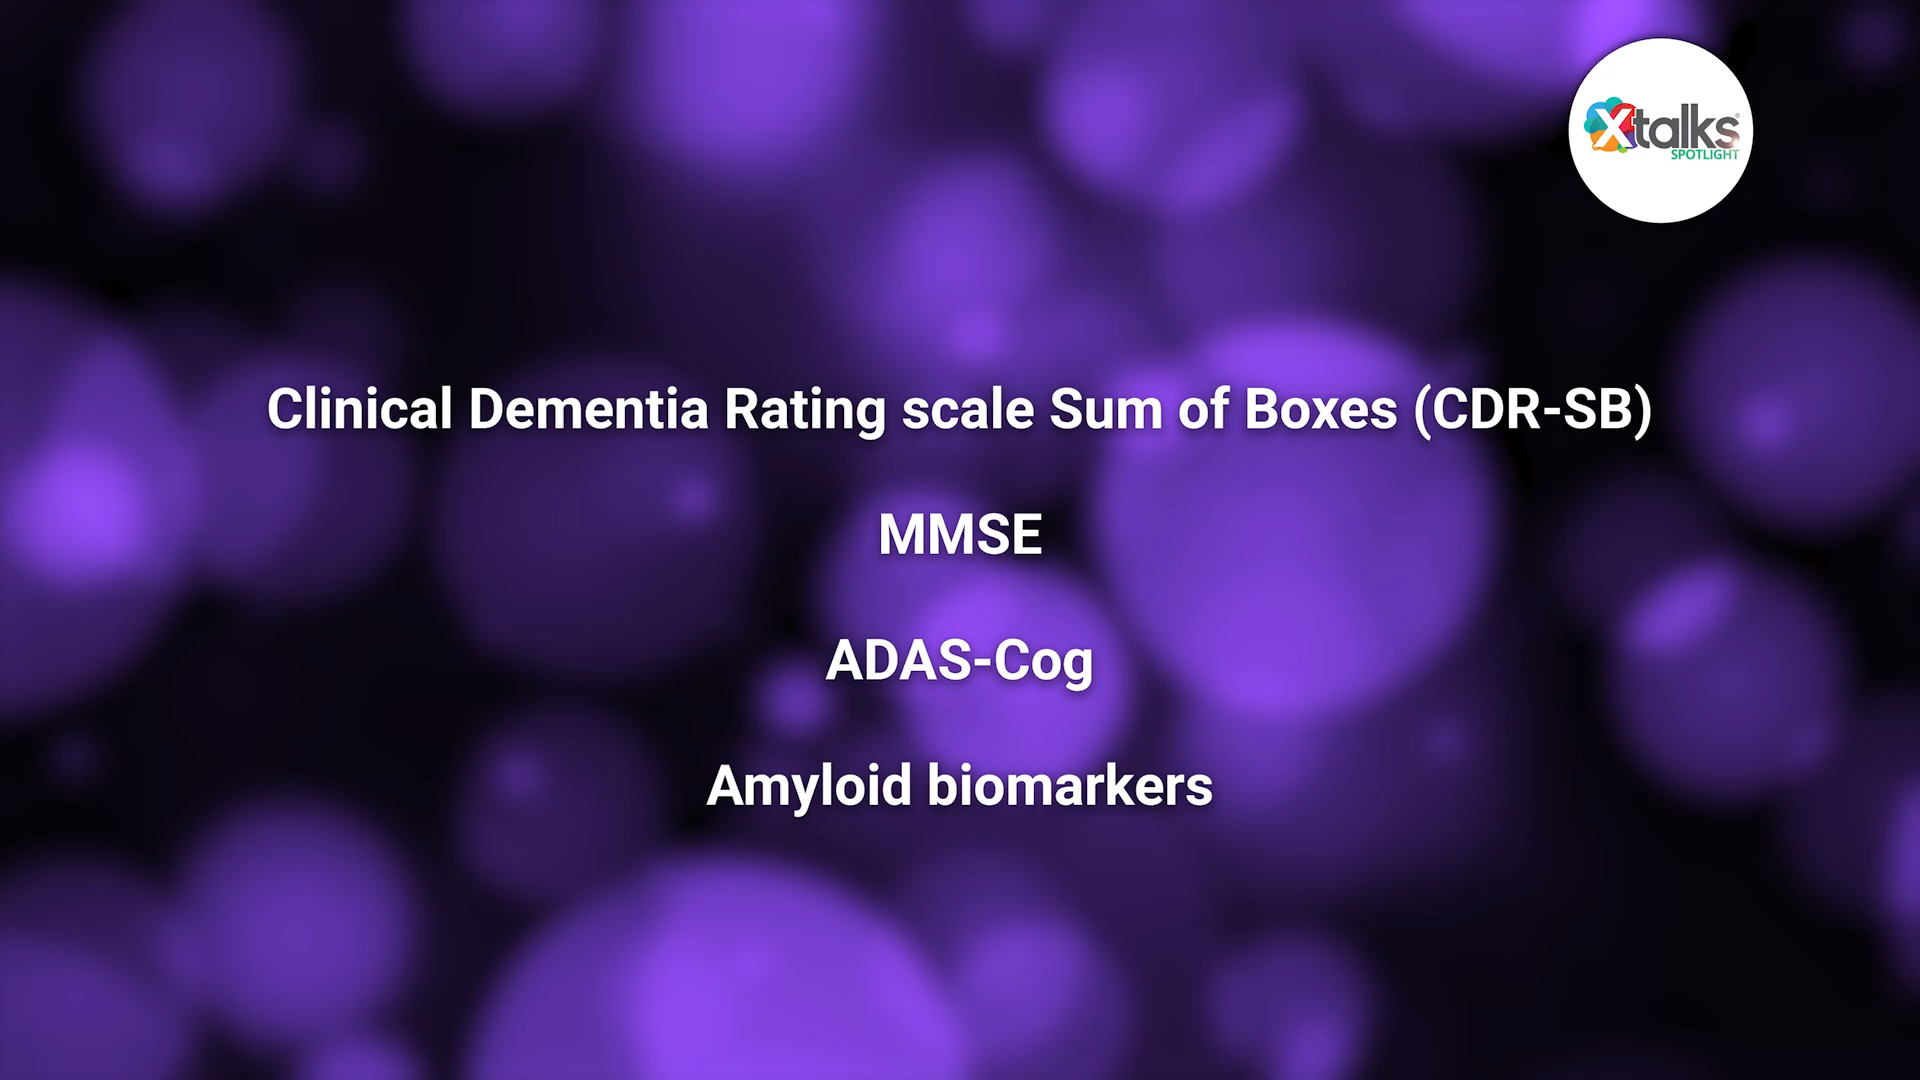 Xtalks
SPOTLIGHT
Clinical Dementia Rating scale Sum of Boxes (CDR-SB)
MMSE
ADAS-Cog
Amyloid biomarkers